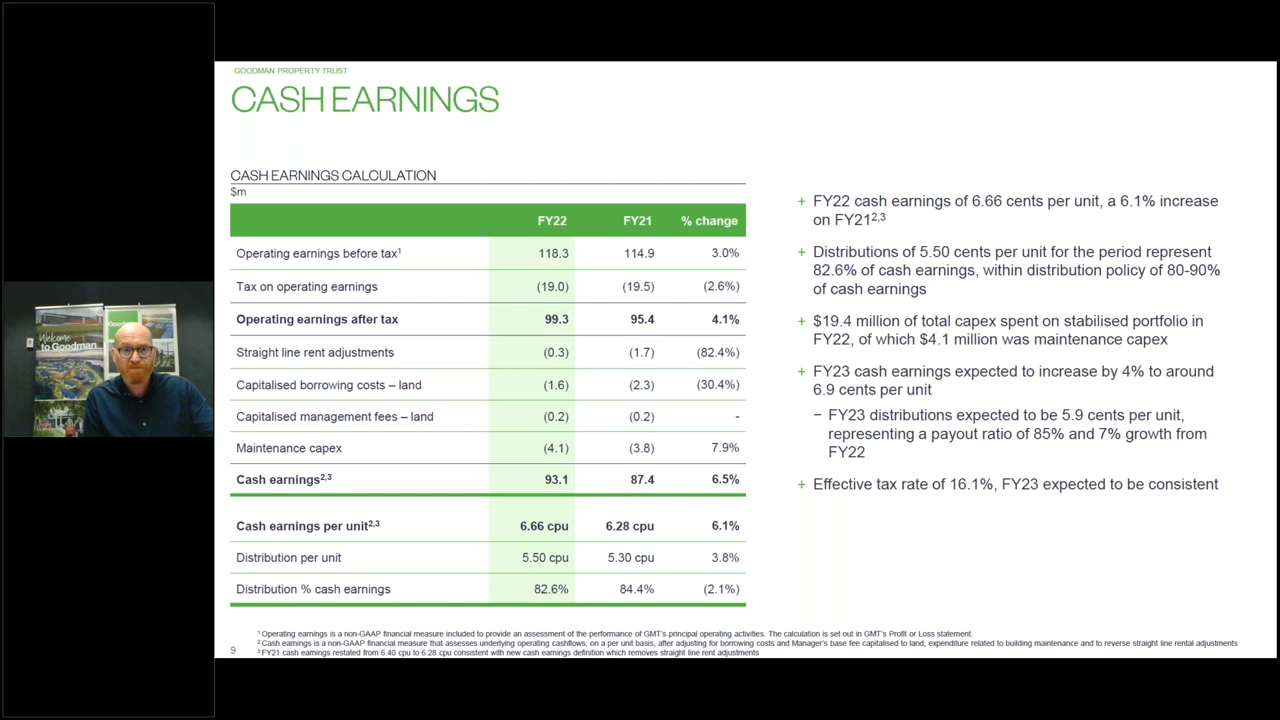 GOODMAN PROPERTY TRUST
CASH EARNINGS
CASH EARNINGS CALCULATION
$m
FY22 FY21 % change
Operating earnings before tax¹ 118.3 114.9 3.0%
Tax on operating earnings (19.0) (19.5) (2.6%)
Operating earnings after tax 99.3 95.4 4.1%
Straight line rent adjustments (0.3) (1.7) (82.4%)
Capitalised borrowing costs – land (1.6) (2.3) (30.4%)
Capitalised management fees – land (0.2) (0.2) -
Maintenance capex (4.1) (3.8) 7.9%
Cash earnings²,³ 93.1 87.4 6.5%
Cash earnings per unit²,³ 6.66 cpu 6.28 cpu 6.1%
Distribution per unit 5.50 cpu 5.30 cpu 3.8%
Distribution % cash earnings 82.6% 84.4% (2.1%)
+ FY22 cash earnings of 6.66 cents per unit, a 6.1% increase
on FY21²,³
+ Distributions of 5.50 cents per unit for the period represent
82.6% of cash earnings, within distribution policy of 80-90%
of cash earnings
+ $19.4 million of total capex spent on stabilised portfolio in
FY22, of which $4.1 million was maintenance capex
+ FY23 cash earnings expected to increase by 4% to around
6.9 cents per unit
− FY23 distributions expected to be 5.9 cents per unit,
representing a payout ratio of 85% and 7% growth from
FY22
+ Effective tax rate of 16.1%, FY23 expected to be consistent
¹ Operating earnings is a non-GAAP financial measure included to provide an assessment of the performance of GMT's principal operating activities. The calculation is set out in GMT's Profit or Loss statement.
² Cash earnings is a non-GAAP financial measure that assesses underlying operating cashflows, on a per unit basis, after adjusting for borrowing costs and Manager's base fee capitalised to land, expenditure related to building maintenance and to reverse straight line rental adjustments
³ FY21 cash earnings restated from 6.40 cpu to 6.28 cpu consistent with new cash earnings definition which removes straight line rent adjustments
9
Welcome
to Goodman
Good